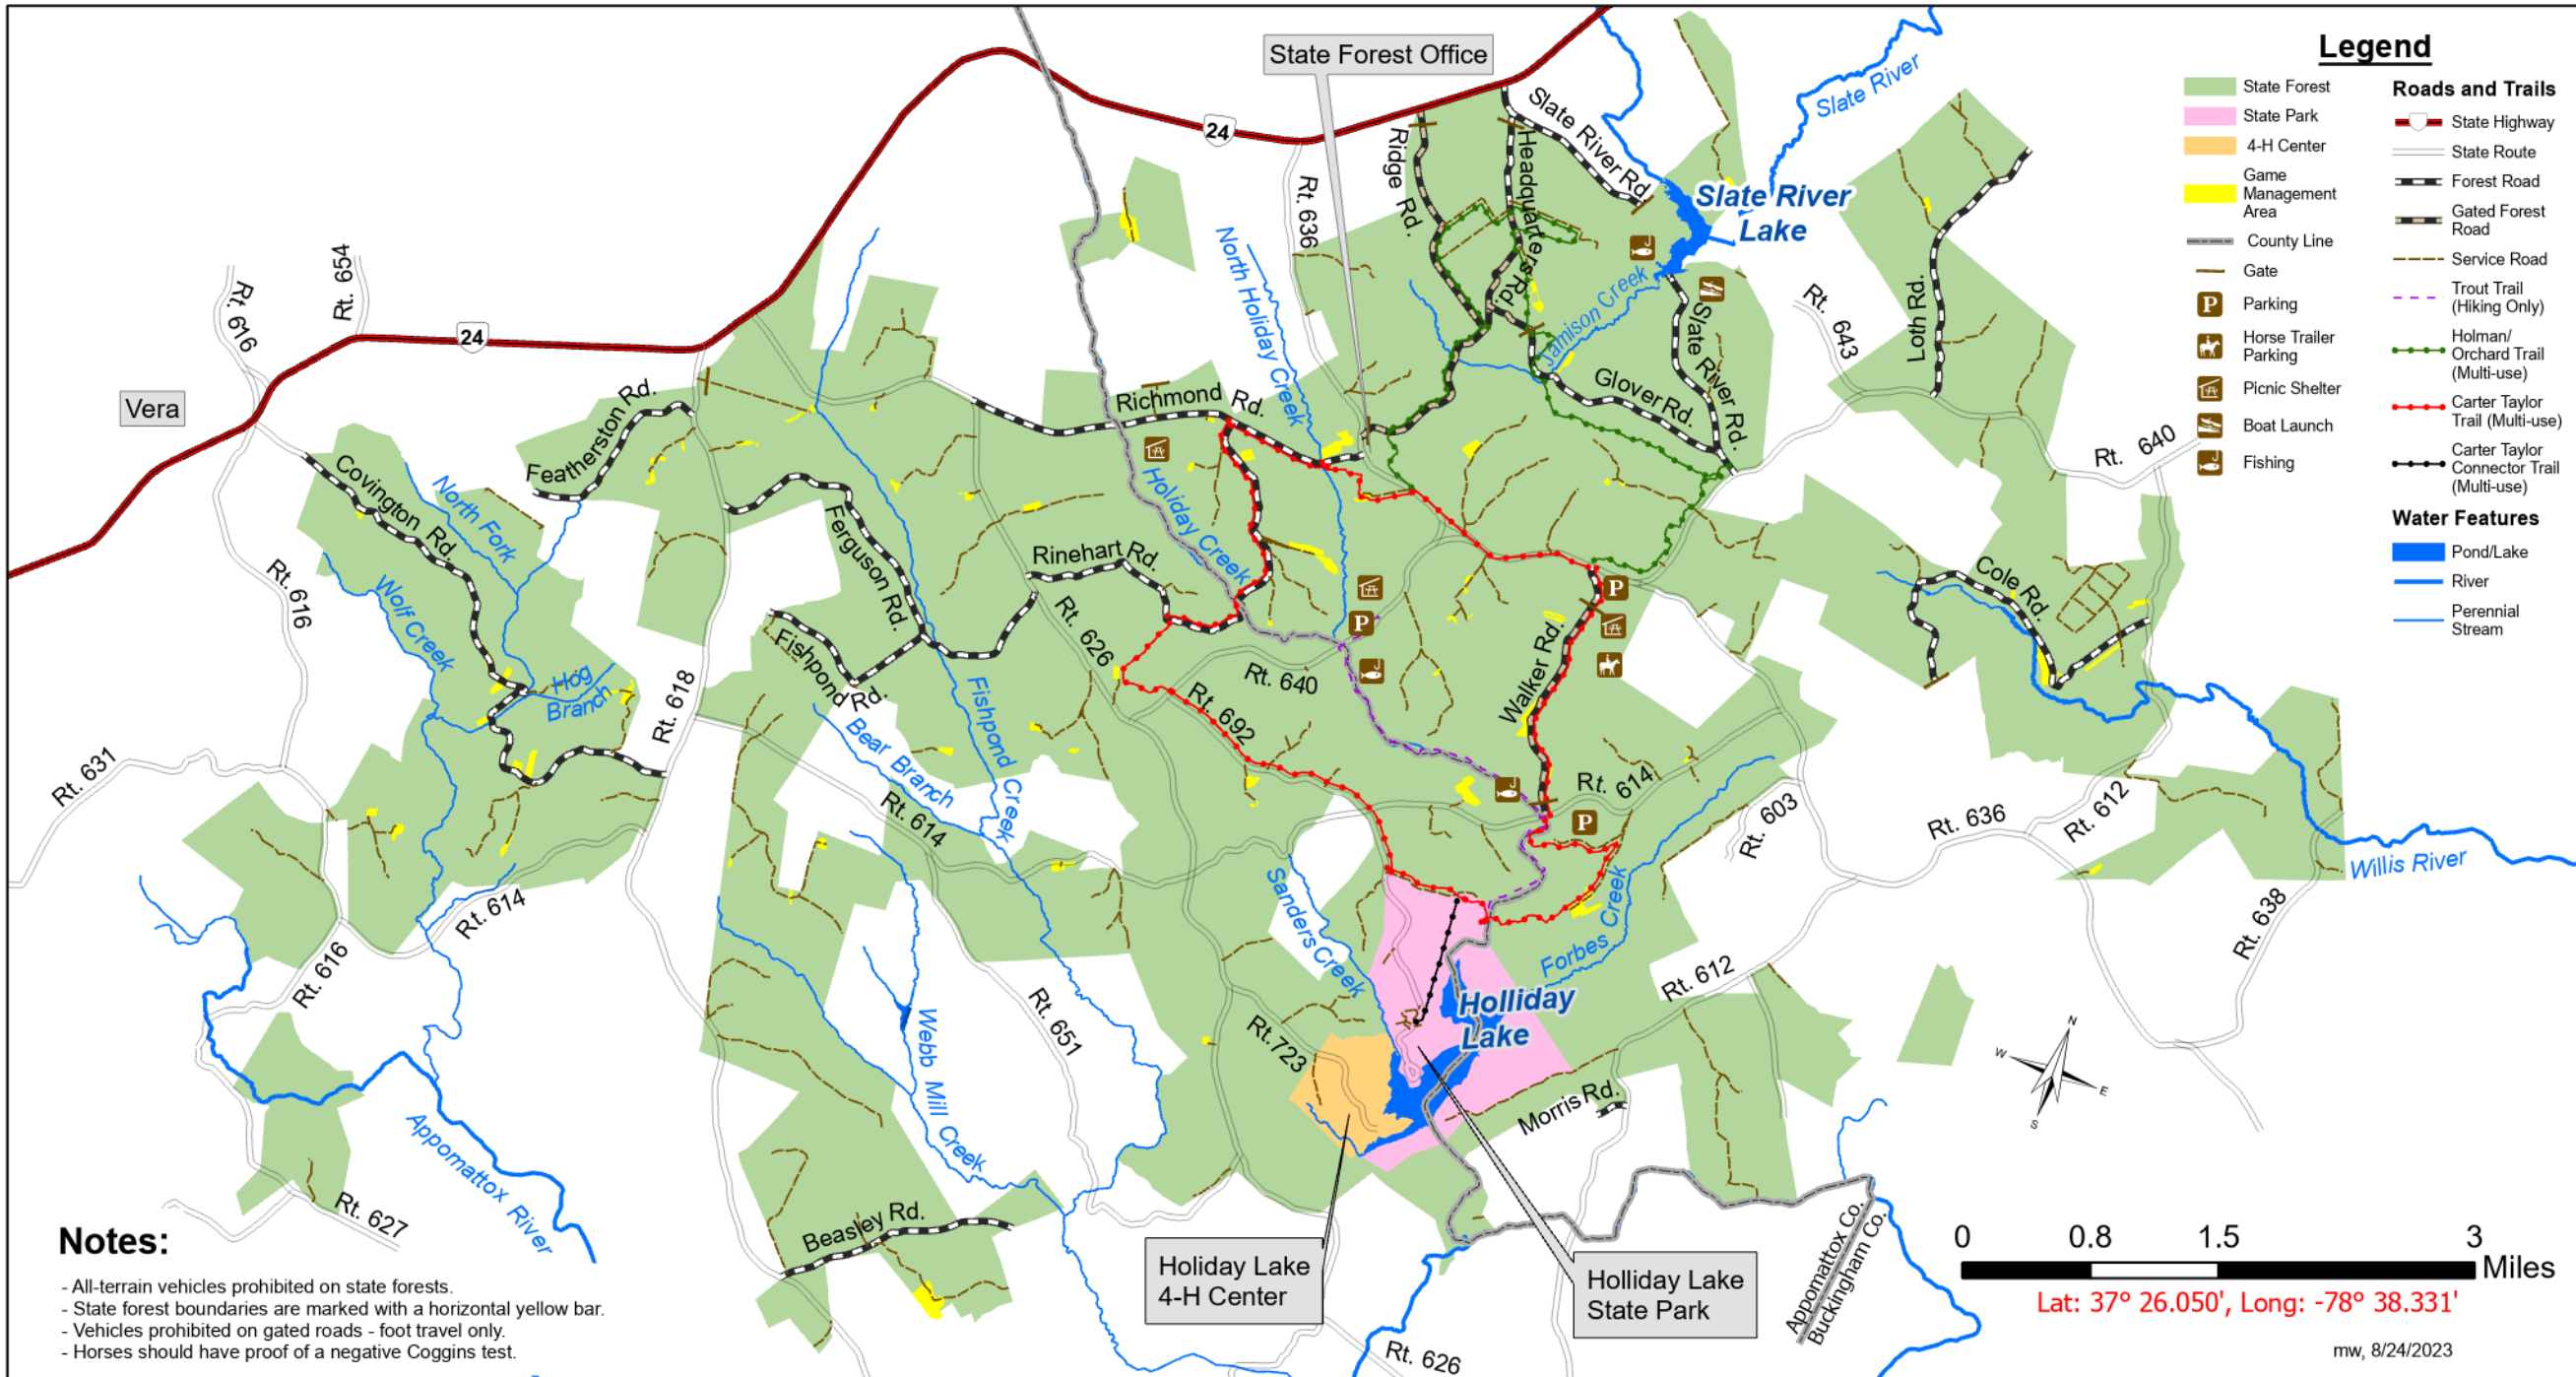 State Forest Office
24
24
Slate River
Slate River Rd.
Headquarters Rd.
Ridge Rd.
Rt. 636
Slate River
Lake
North Holiday Creek
Jamison Creek
Slate River Rd.
Glover Rd.
Rt. 643
Loth Rd.
Rt. 640
Rt. 654
Rt. 616
Vera
Featherston Rd.
Richmond Rd.
Covington Rd.
North Fork
Holiday Creek
Ferguson Rd.
Rinehart Rd.
Rt. 616
Wolf Creek
Rt. 626
Fishpond Rd.
Hog
Branch
Rt. 618
Rt. 640
Rt. 692
Walker Rd.
Cole Rd.
P
P
P
Rt. 631
Bear Branch
Fishpond Creek
Rt. 614
Rt. 614
Rt. 603
Rt. 636
Rt. 612
Willis River
Rt. 614
Rt. 616
Sanders Creek
Forbes Creek
Rt. 612
Rt. 638
Holliday
Lake
Webb Mill Creek
Rt. 651
Rt. 723
Morris Rd.
Appomattox River
Rt. 627
Beasley Rd.
Holiday Lake
4-H Center
Holliday Lake
State Park
Rt. 626
Appomattox Co.
Buckingham Co.
N
W
E
S
Legend
State Forest
State Park
4-H Center
Game
Management
Area
County Line
Gate
P
Parking
Horse Trailer
Parking
Picnic Shelter
Boat Launch
Fishing
Roads and Trails
State Highway
State Route
Forest Road
Gated Forest
Road
Service Road
Trout Trail
(Hiking Only)
Holman/
Orchard Trail
(Multi-use)
Carter Taylor
Trail (Multi-use)
Carter Taylor
Connector Trail
(Multi-use)
Water Features
Pond/Lake
River
Perennial
Stream
Notes:
- All-terrain vehicles prohibited on state forests.
- State forest boundaries are marked with a horizontal yellow bar.
- Vehicles prohibited on gated roads - foot travel only.
- Horses should have proof of a negative Coggins test.
0 0.8 1.5 3
Miles
Lat: 37° 26.050', Long: -78° 38.331'
mw, 8/24/2023